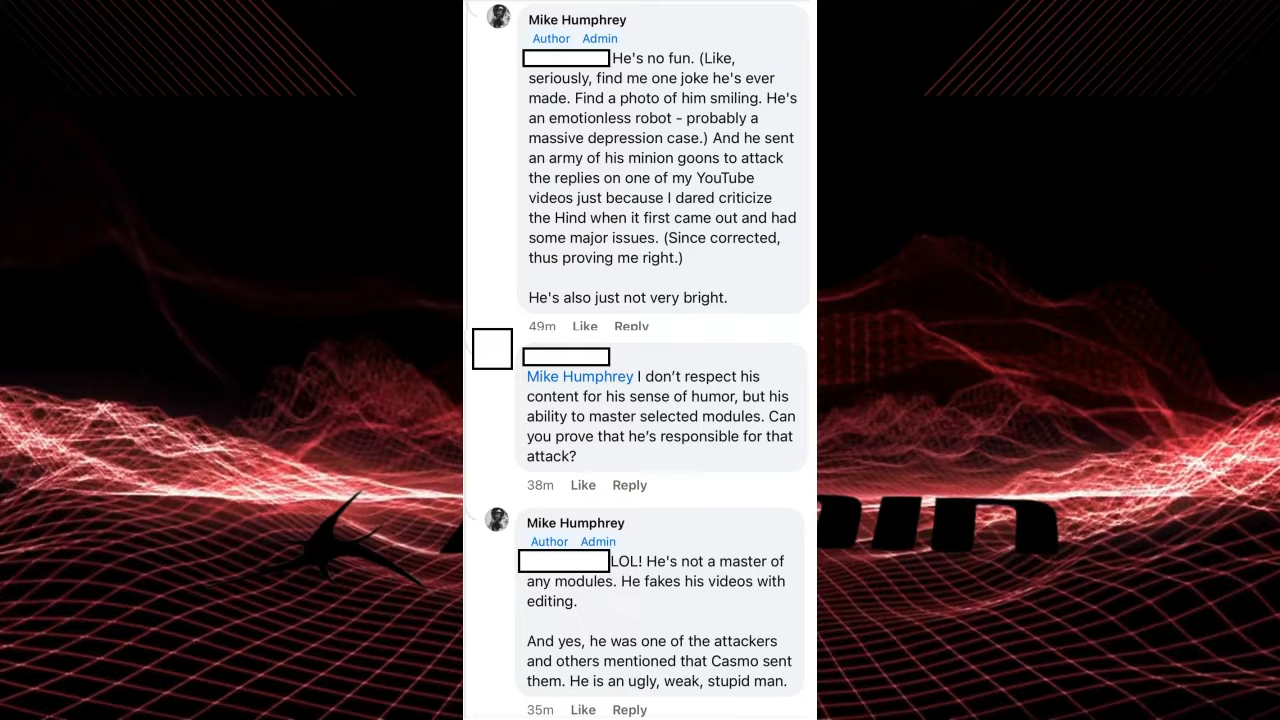 Mike Humphrey
Author Admin
He's no fun. (Like,
seriously, find me one joke he's ever
made. Find a photo of him smiling. He's
an emotionless robot - probably a
massive depression case.) And he sent
an army of his minion goons to attack
the replies on one of my YouTube
videos just because I dared criticize
the Hind when it first came out and had
some major issues. (Since corrected,
thus proving me right.)
He's also just not very bright.
49m Like Reply
Mike Humphrey I don't respect his
content for his sense of humor, but his
ability to master selected modules. Can
you prove that he's responsible for that
attack?
38m Like Reply
Mike Humphrey
Author Admin
LOL! He's not a master of
any modules. He fakes his videos with
editing.
And yes, he was one of the attackers
and others mentioned that Casmo sent
them. He is an ugly, weak, stupid man.
35m Like Reply